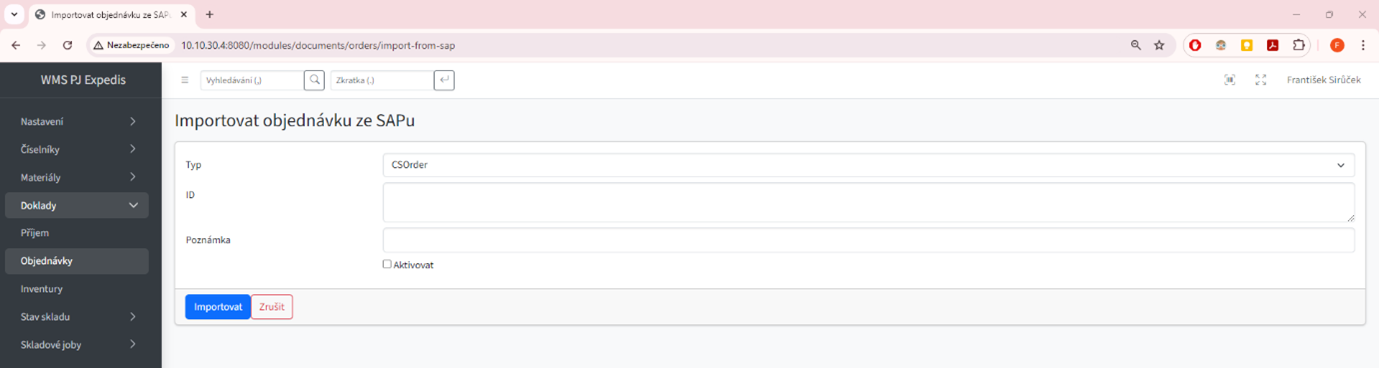 Importovat objednávku ze SAP
Nezabezpečeno 10.10.30.4:8080/modules/documents/orders/import-from-sap
F
WMS PJ Expedis
Vyhledávání (,)
Zkratka (.)
František Sirůček
Nastavení
Číselníky
Materiály
Doklady
Příjem
Objednávky
Inventury
Stav skladu
Skladové joby
Importovat objednávku ze SAPu
Typ
CSOrder
ID
Poznámka
Aktivovat
Importovat
Zrušit